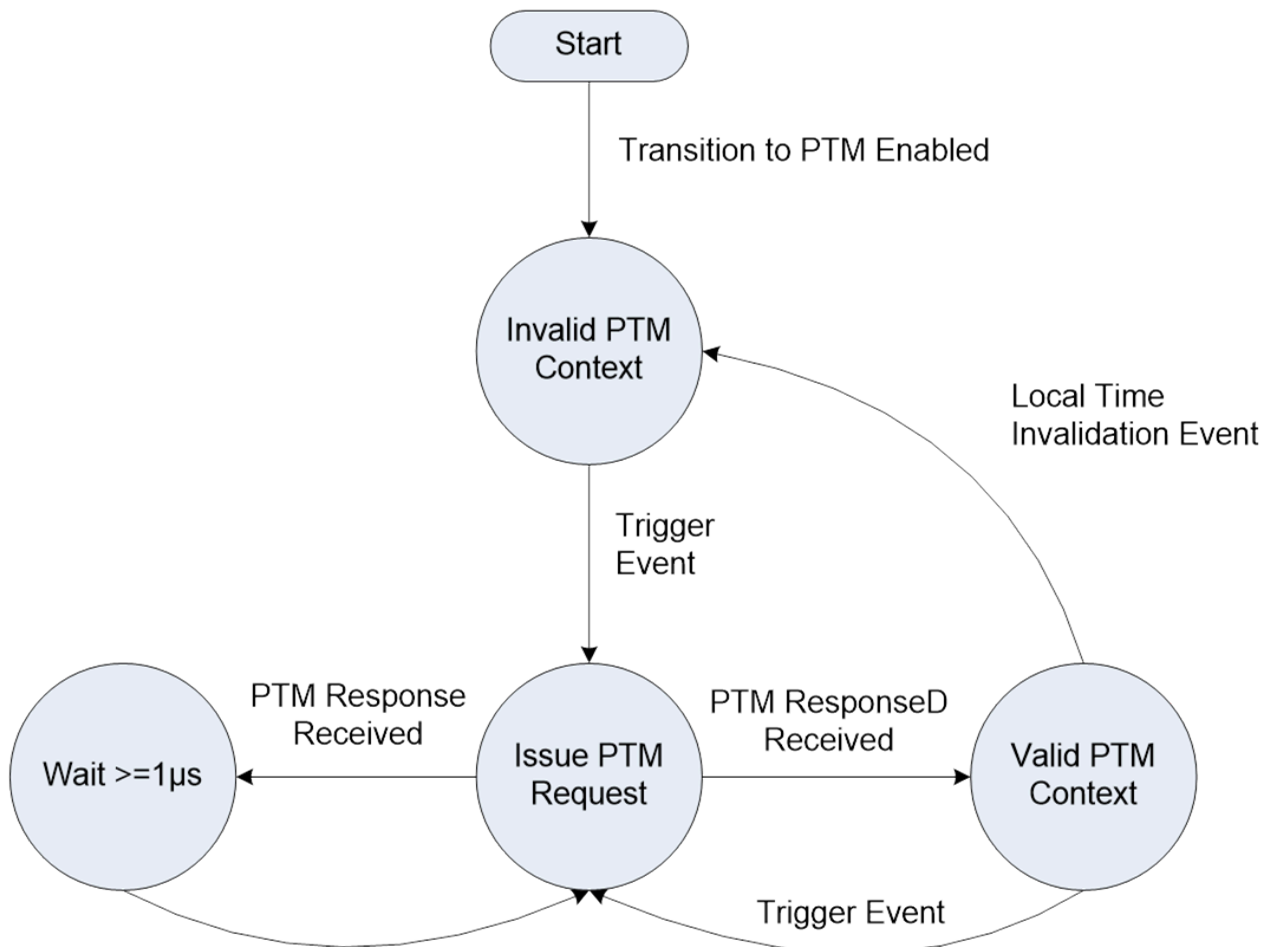 Start
Transition to PTM Enabled
Invalid PTM
Context
Local Time
Invalidation Event
Trigger
Event
PTM Response
Received
PTM ResponseD
Received
Wait >=1µs
Issue PTM
Request
Valid PTM
Context
Trigger Event